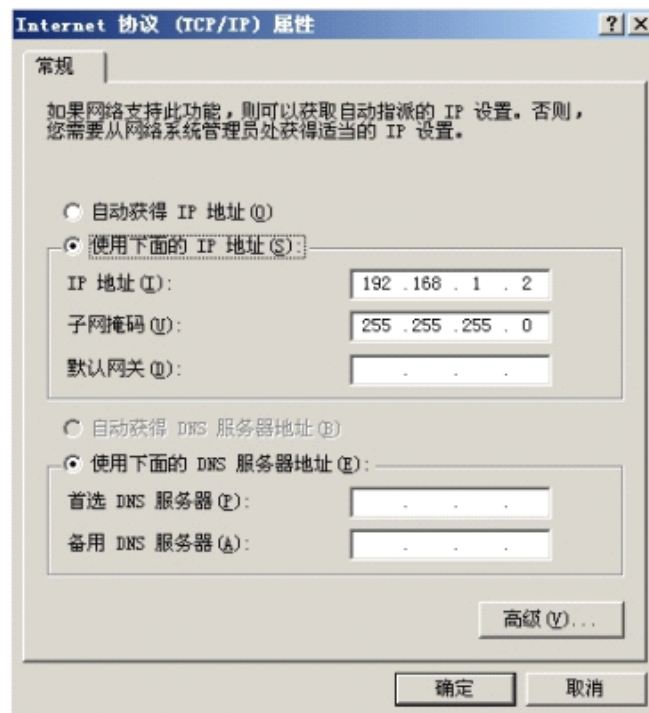 Internet 协议 (TCP/IP) 属性
常规
如果网络支持此功能，则可以获取自动指派的 IP 设置。否则，
您需要从网络系统管理员处获得适当的 IP 设置。
自动获得 IP 地址(O)
使用下面的 IP 地址(S):
IP 地址(I): 192 .168 . 1 . 2
子网掩码(U): 255 .255 .255 . 0
默认网关(D): . . .
自动获得 DNS 服务器地址(B)
使用下面的 DNS 服务器地址(E):
首选 DNS 服务器(P): . . .
备用 DNS 服务器(A): . . .
高级(V)...
确定 取消